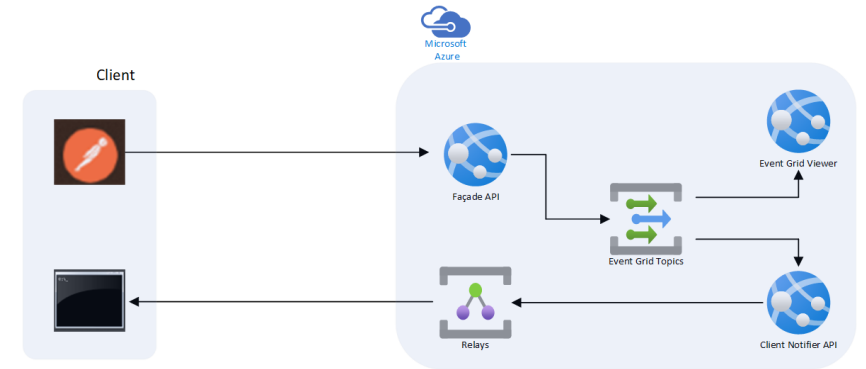 Microsoft
Azure
Client
Façade API
Event Grid Viewer
Event Grid Topics
Relays
Client Notifier API